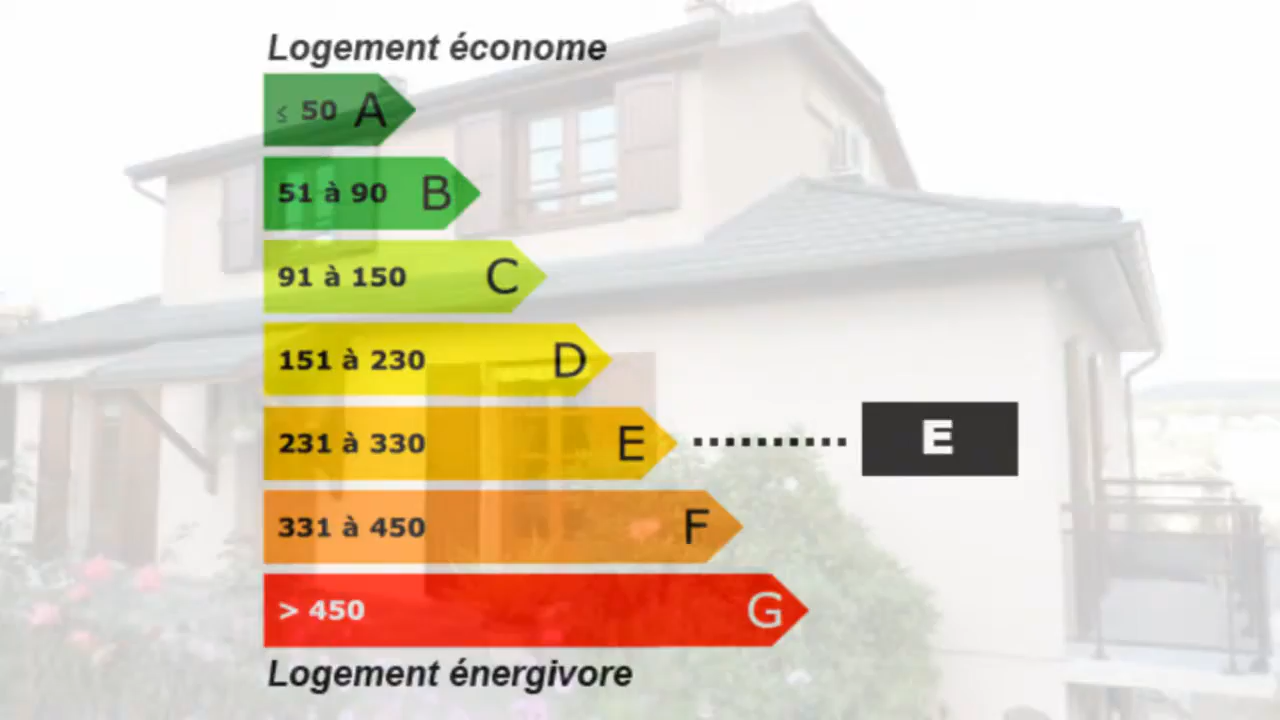 Logement économe
≤ 50 A
51 à 90 B
91 à 150 C
151 à 230 D
231 à 330 E
E
331 à 450 F
> 450 G
Logement énergivore